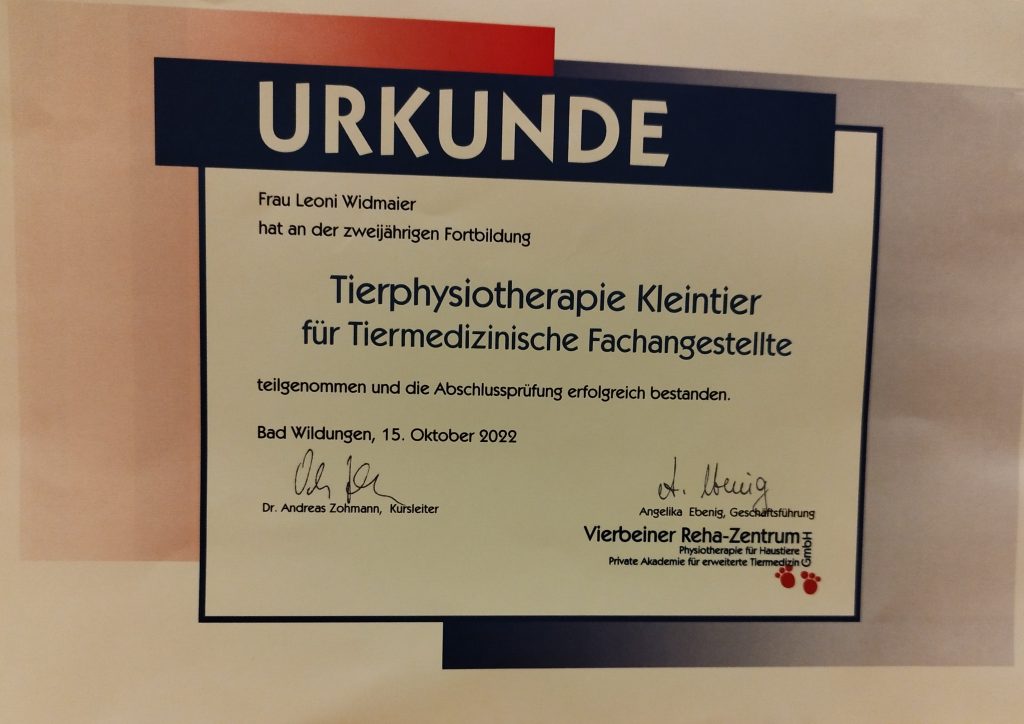 URKUNDE
Frau Leoni Widmaier
hat an der zweijährigen Fortbildung
Tierphysiotherapie Kleintier
für Tiermedizinische Fachangestellte
teilgenommen und die Abschlussprüfung erfolgreich bestanden.
Bad Wildungen, 15. Oktober 2022
Dr. Andreas Zohmann, Kursleiter
A. Ebenig
Angelika Ebenig, Geschäftsführung
Vierbeiner Reha-Zentrum GmbH
Physiotherapie für Haustiere
Private Akademie für erweiterte Tiermedizin